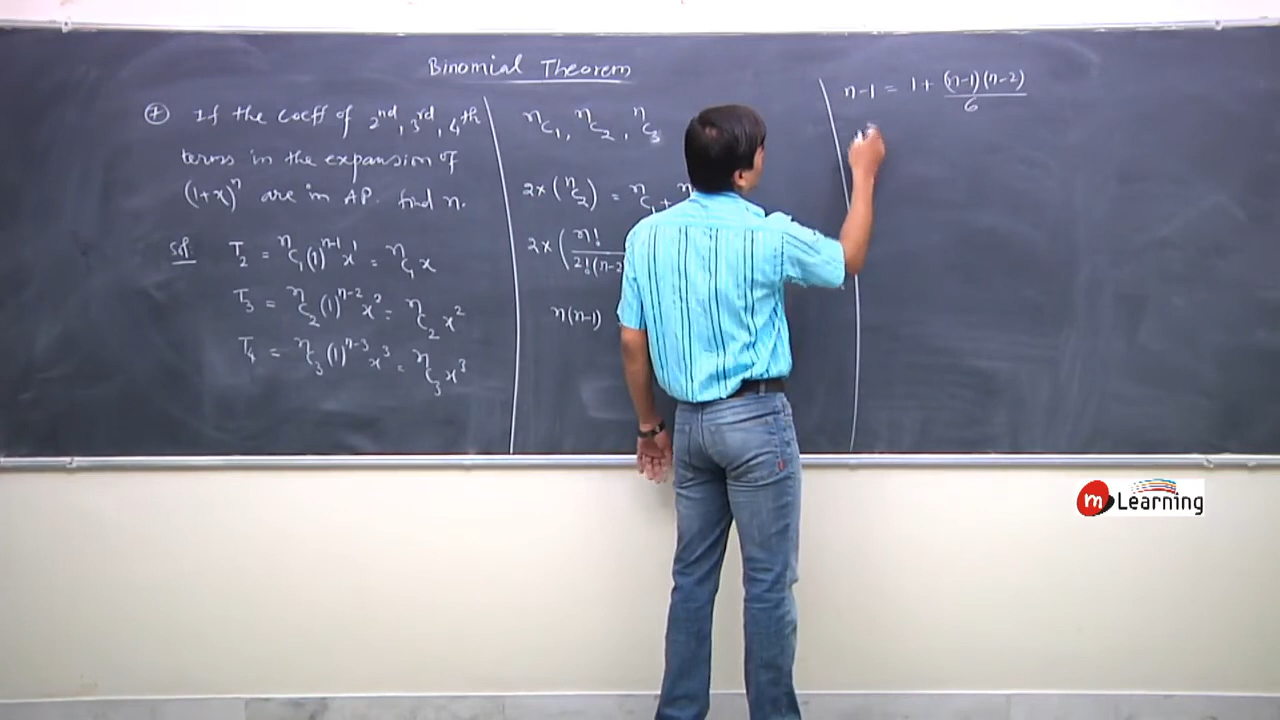 Binomial Theorem
+ If the coeff of 2nd, 3rd, 4th
terms in the expansion of
(1+x)^n are in AP. find n.
Sol. T₂ = ⁿC₁(1)^(n-1) x¹ = ⁿC₁ x
T₃ = ⁿC₂(1)^(n-2) x² = ⁿC₂ x²
T₄ = ⁿC₃(1)^(n-3) x³ = ⁿC₃ x³
ⁿC₁, ⁿC₂, ⁿC₃
2×(ⁿC₂) = ⁿC₁ + ⁿ
2×(n!/2!(n-2
n(n-1)
n-1 = 1 + (n-1)(n-2)/6
m Learning